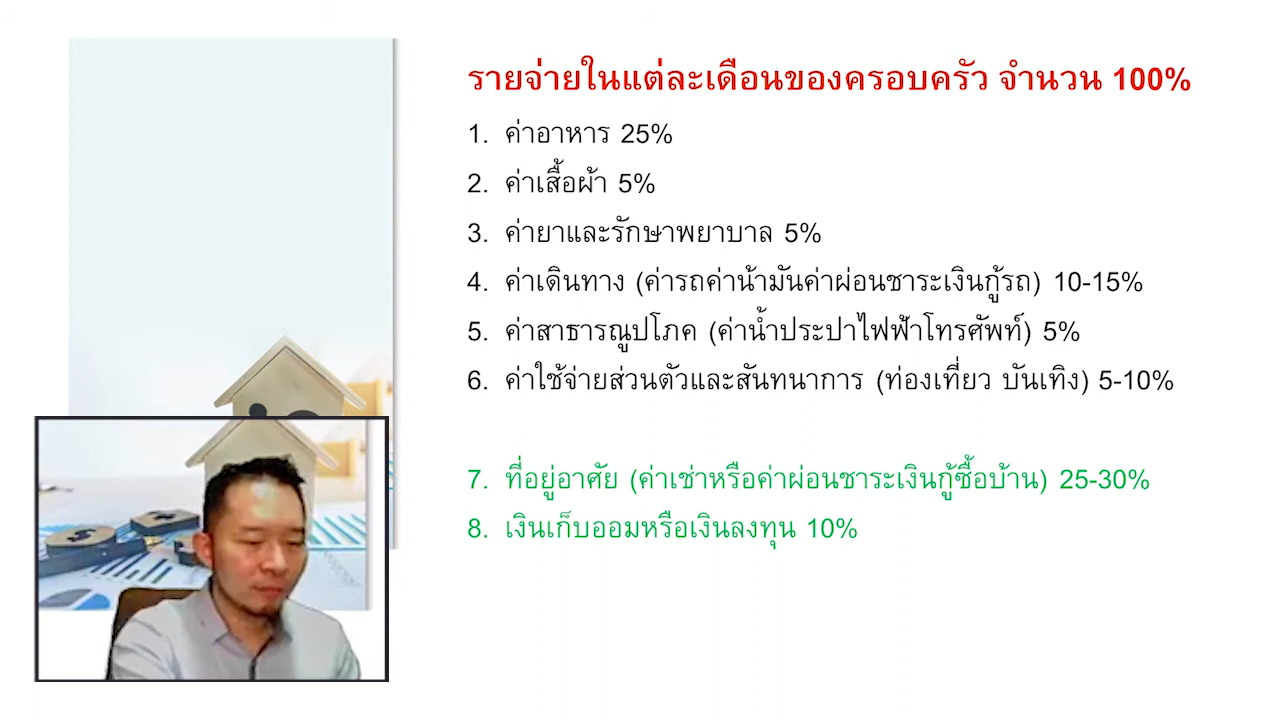 รายจ่ายในแต่ละเดือนของครอบครัว จำนวน 100%
1. ค่าอาหาร 25%
2. ค่าเสื้อผ้า 5%
3. ค่ายาและรักษาพยาบาล 5%
4. ค่าเดินทาง (ค่ารถค่าน้ามันค่าผ่อนชาระเงินกู้รถ) 10-15%
5. ค่าสาธารณูปโภค (ค่าน้ำประปาไฟฟ้าโทรศัพท์) 5%
6. ค่าใช้จ่ายส่วนตัวและสันทนาการ (ท่องเที่ยว บันเทิง) 5-10%
7. ที่อยู่อาศัย (ค่าเช่าหรือค่าผ่อนชาระเงินกู้ซื้อบ้าน) 25-30%
8. เงินเก็บออมหรือเงินลงทุน 10%